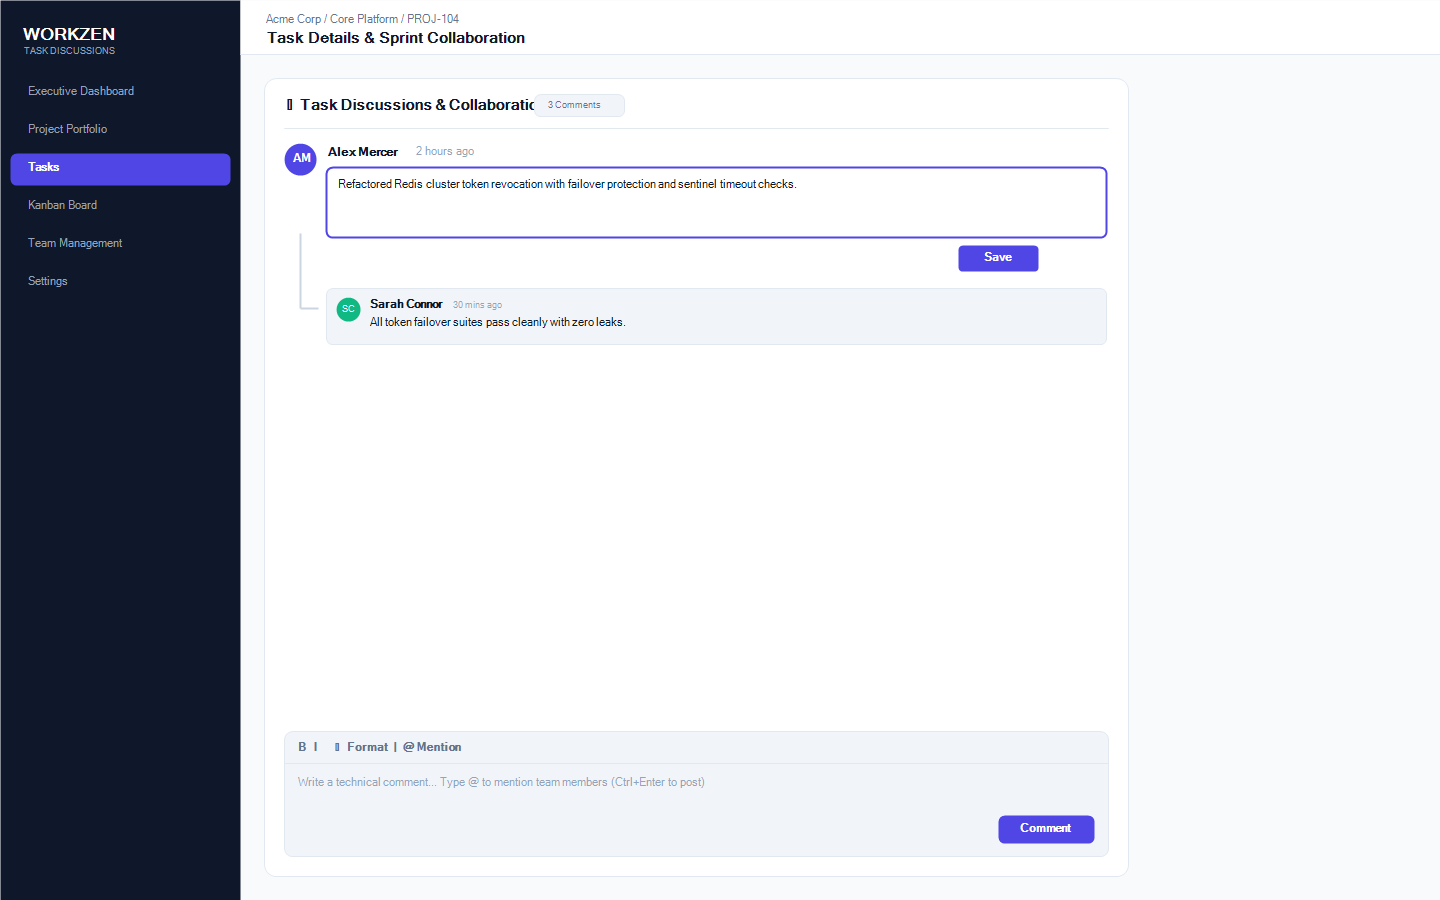 WORKZEN
TASK DISCUSSIONS
Executive Dashboard
Project Portfolio
Tasks
Kanban Board
Team Management
Settings
Acme Corp / Core Platform / PROJ-104
Task Details & Sprint Collaboration
Task Discussions & Collaboratio
3 Comments
AM
Alex Mercer 2 hours ago
Refactored Redis cluster token revocation with failover protection and sentinel timeout checks.
Save
SC
Sarah Connor 30 mins ago
All token failover suites pass cleanly with zero leaks.
B I Format | @ Mention
Write a technical comment... Type @ to mention team members (Ctrl+Enter to post)
Comment